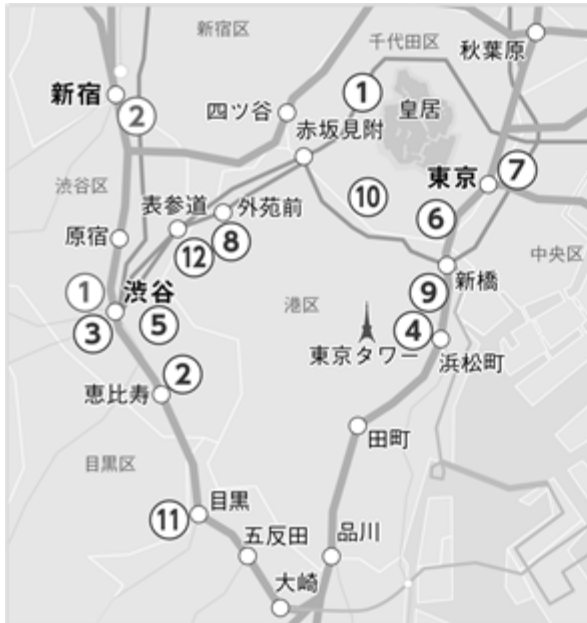 新宿区
千代田区
秋葉原
新宿
①
皇居
②
四ツ谷
赤坂見附
渋谷区
⑦
東京
⑩
表参道
外苑前
⑥
原宿
⑧
⑫
中央区
新橋
①
渋谷
⑨
港区
③
⑤
④
東京タワー
浜松町
②
恵比寿
田町
目黒区
目黒
⑪
五反田
品川
大崎